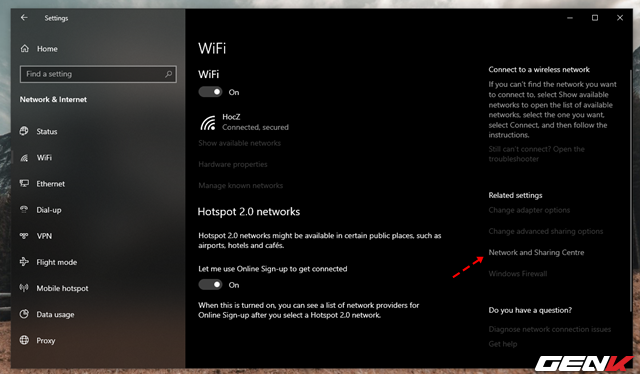 Settings
Home
Find a setting
Network & Internet
Status
WiFi
Ethernet
Dial-up
VPN
Flight mode
Mobile hotspot
Data usage
Proxy
WiFi
WiFi
On
HocZ
Connected, secured
Show available networks
Hardware properties
Manage known networks
Hotspot 2.0 networks
Hotspot 2.0 networks might be available in certain public places, such as
airports, hotels and cafés.
Let me use Online Sign-up to get connected
On
When this is turned on, you can see a list of network providers for
Online Sign-up after you select a Hotspot 2.0 network.
Connect to a wireless network
If you can't find the network you want
to connect to, select Show available
networks to open the list of available
networks, select the one you want,
select Connect, and then follow the
instructions.
Still can't connect? Open the
troubleshooter
Related settings
Change adapter options
Change advanced sharing options
Network and Sharing Centre
Windows Firewall
Do you have a question?
Diagnose network connection issues
Get help
GENK